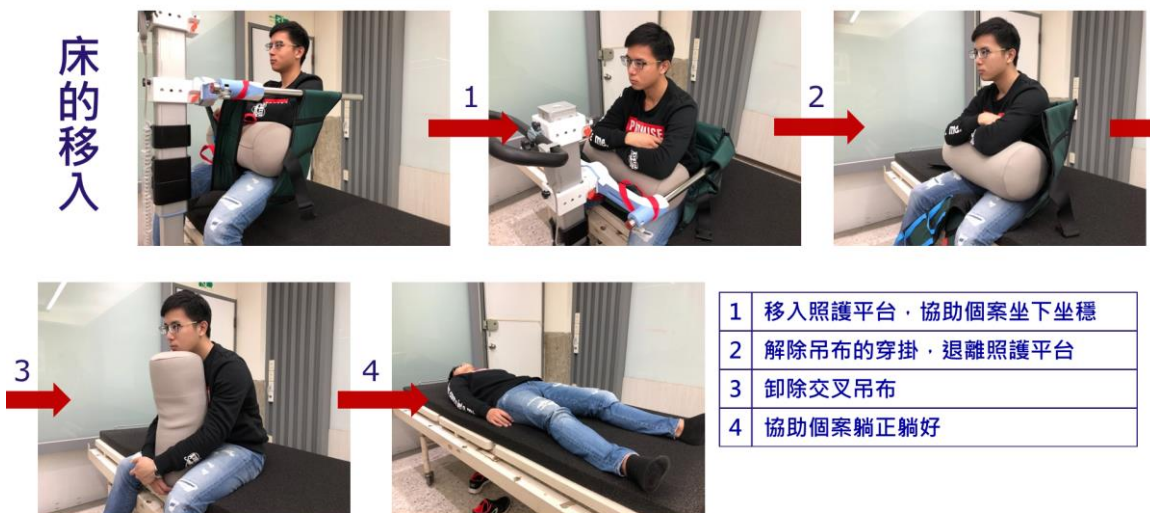 床的移入
1
2
3
4
1 移入照護平台，協助個案坐下坐穩
2 解除吊布的穿掛，退離照護平台
3 卸除交叉吊布
4 協助個案躺正躺好